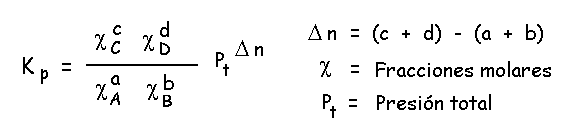 K_p = (χ_C^c χ_D^d) / (χ_A^a χ_B^b) P_t^Δn
Δn = (c + d) - (a + b)
χ = Fracciones molares
P_t = Presión total